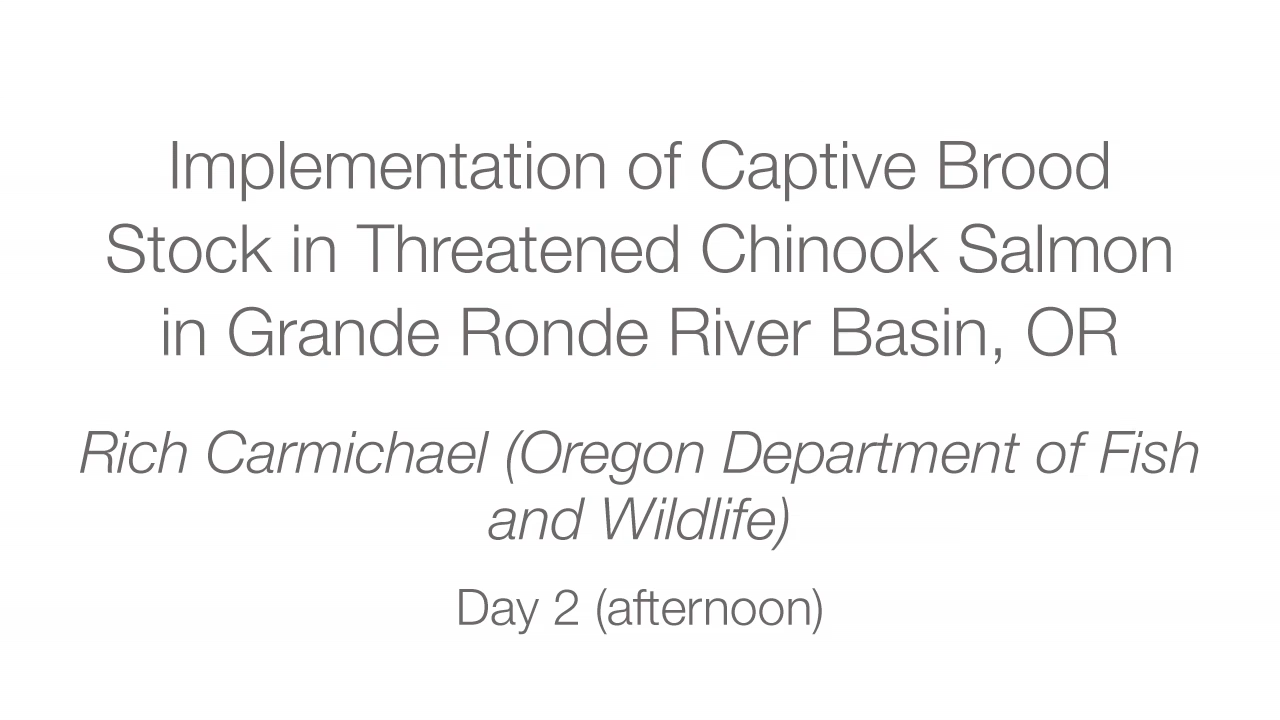 Implementation of Captive Brood
Stock in Threatened Chinook Salmon
in Grande Ronde River Basin, OR
Rich Carmichael (Oregon Department of Fish
and Wildlife)
Day 2 (afternoon)